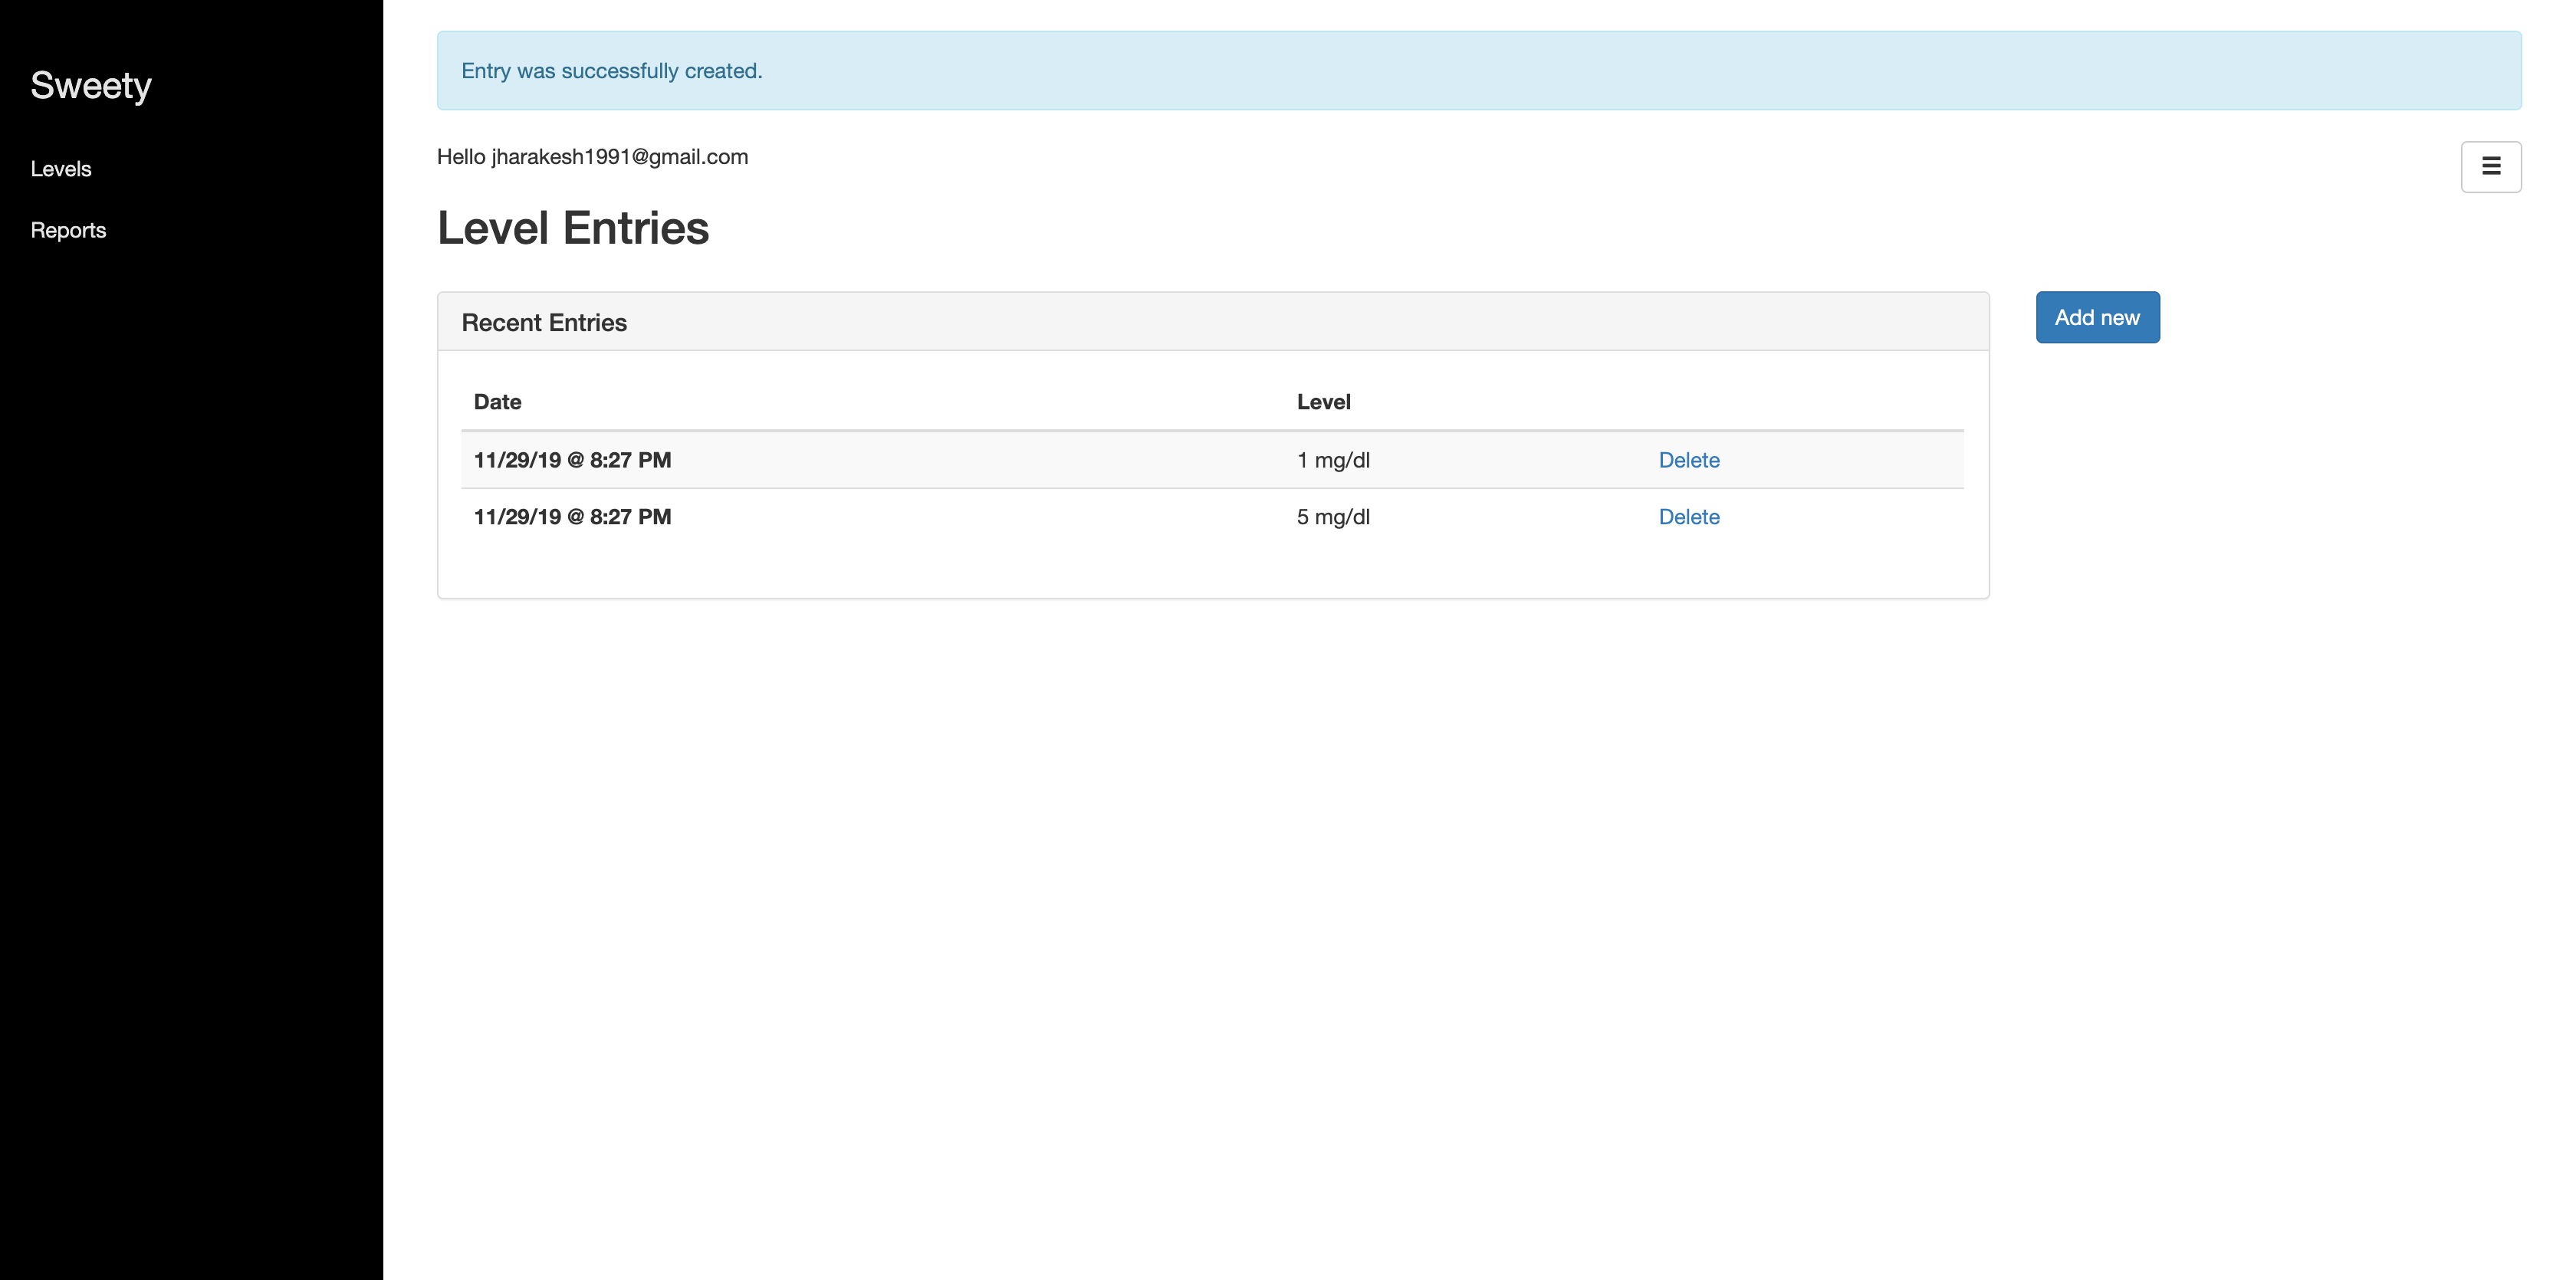 Sweety
Levels
Reports
Entry was successfully created.
Hello jharakesh1991@gmail.com
Level Entries
Recent Entries
Add new
Date Level
11/29/19 @ 8:27 PM 1 mg/dl Delete
11/29/19 @ 8:27 PM 5 mg/dl Delete